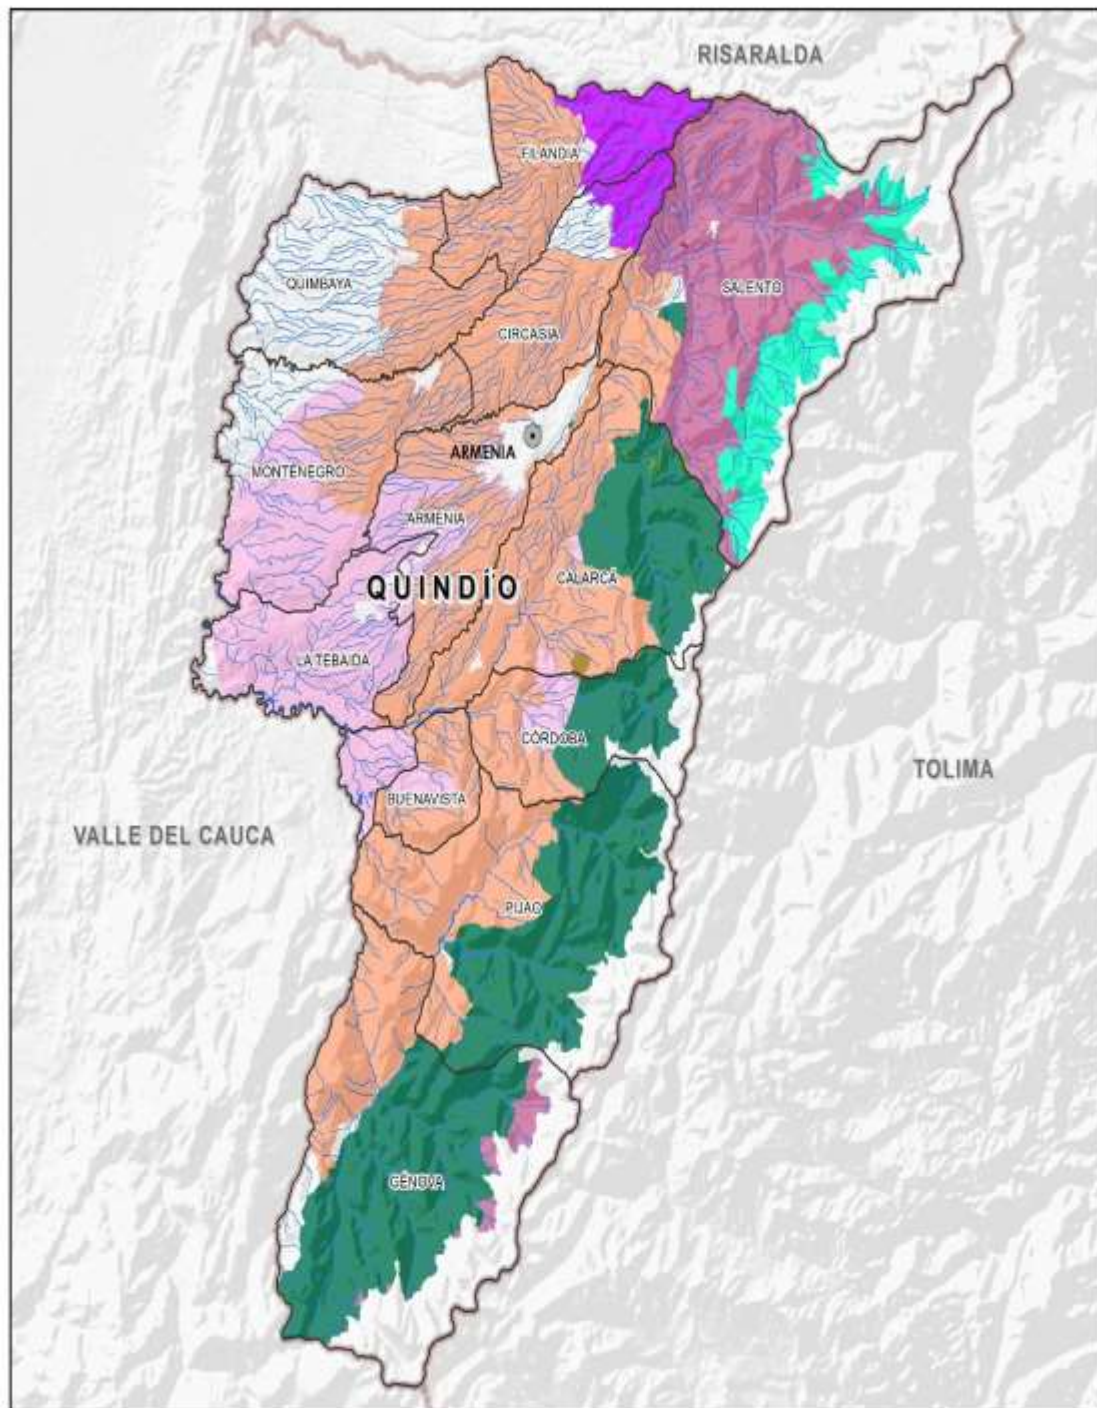 RISARALDA
FILANDIA
QUIMBAYA
SALENTO
CIRCASIA
ARMENIA
MONTENEGRO
ARMENIA
CALARCÁ
QUINDÍO
LA TEBAIDA
CÓRDOBA
TOLIMA
BUENAVISTA
VALLE DEL CAUCA
PIJAO
GÉNOVA